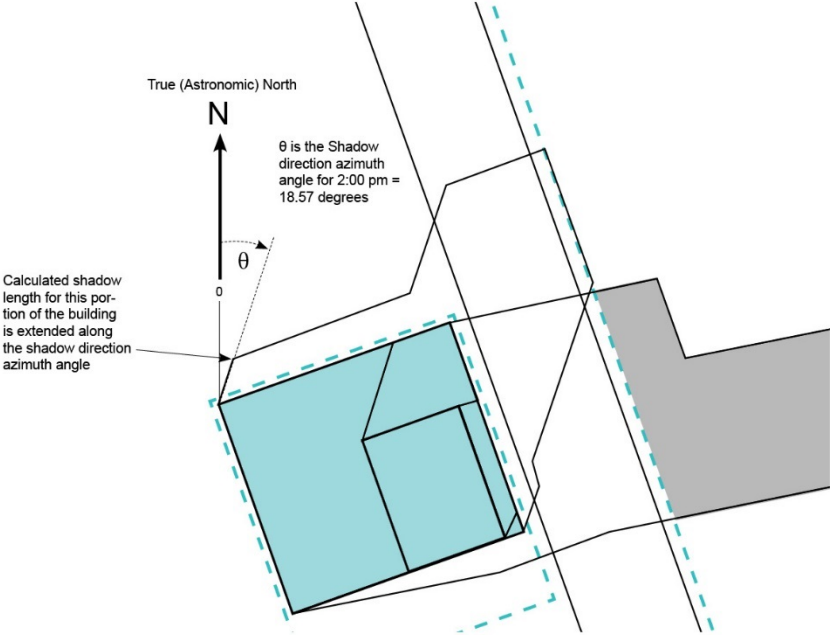 True (Astronomic) North
N
θ is the Shadow
direction azimuth
angle for 2:00 pm =
18.57 degrees
θ
Calculated shadow
length for this por-
tion of the building
is extended along
the shadow direction
azimuth angle
0